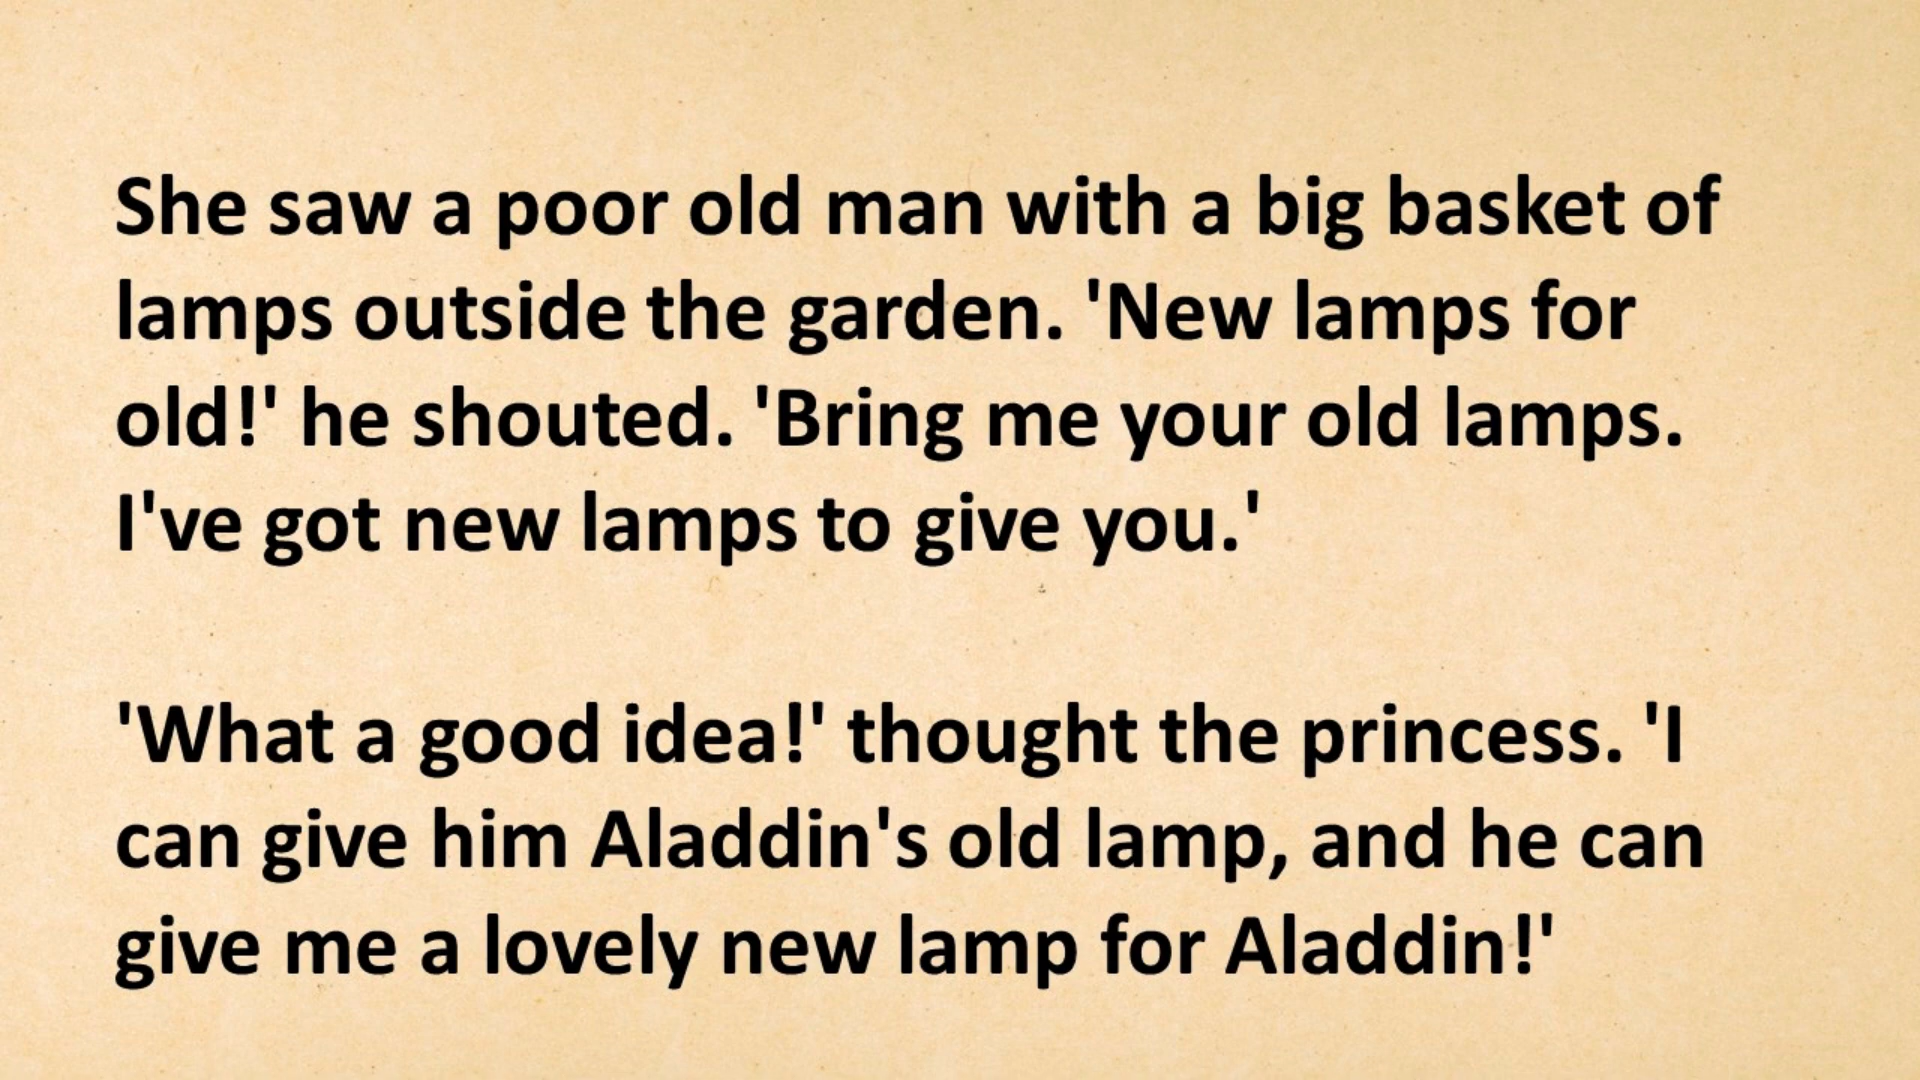 She saw a poor old man with a big basket of
lamps outside the garden. 'New lamps for
old!' he shouted. 'Bring me your old lamps.
I've got new lamps to give you.'
'What a good idea!' thought the princess. 'I
can give him Aladdin's old lamp, and he can
give me a lovely new lamp for Aladdin!'